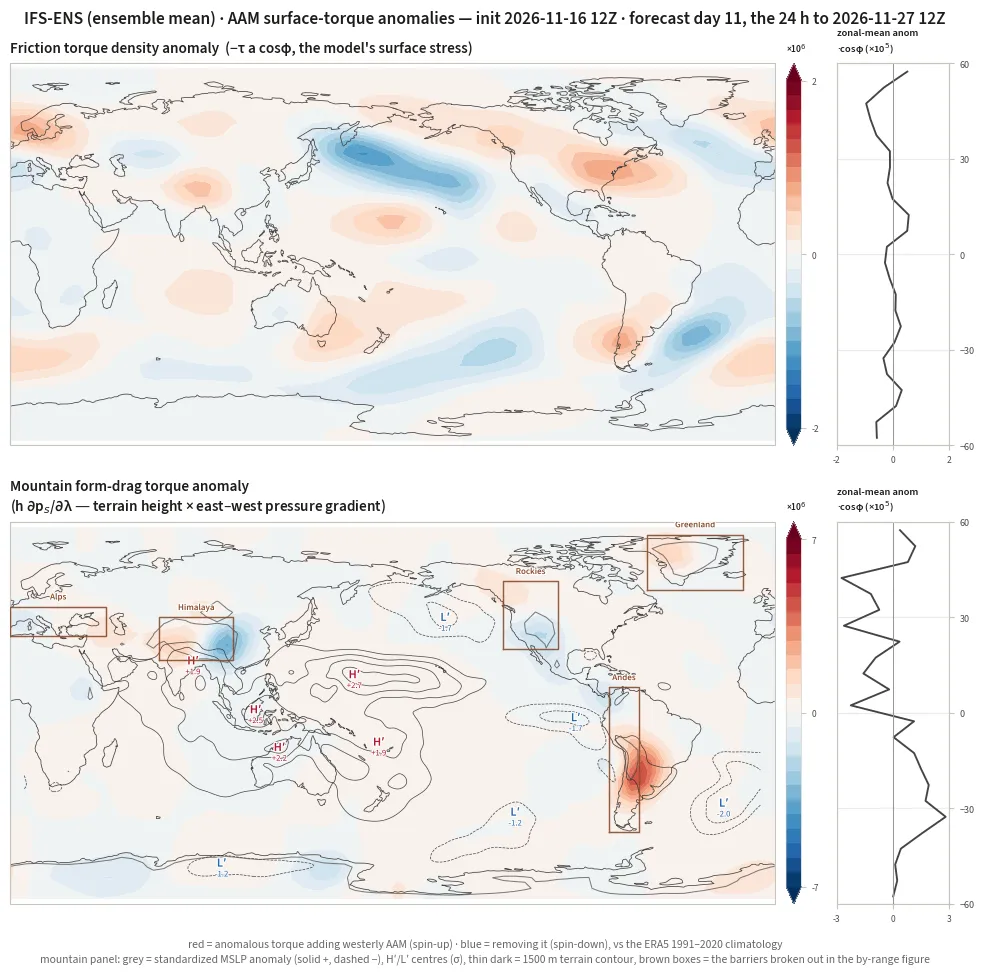 IFS-ENS (ensemble mean) · AAM surface-torque anomalies — init 2026-11-16 12Z · forecast day 11, the 24 h to 2026-11-27 12Z
Friction torque density anomaly (−τ a cosϕ, the model's surface stress)
×10⁶
2
0
-2
zonal-mean anom
·cosϕ (×10⁵)
60
30
0
−30
−60
-2
0
2
Mountain form-drag torque anomaly
(h ∂pₛ/∂λ — terrain height × east–west pressure gradient)
×10⁶
7
0
-7
zonal-mean anom
·cosϕ (×10⁵)
60
30
0
−30
−60
-3
0
3
Greenland
Rockies
Alps
Himalaya
Andes
L'
-1.7
H'
+1.9
H'
+2.7
H'
+2.5
L'
-1.7
H'
+2.2
H'
+1.9
L'
-1.2
L'
-2.0
L'
-1.2
red = anomalous torque adding westerly AAM (spin-up) · blue = removing it (spin-down), vs the ERA5 1991–2020 climatology
mountain panel: grey = standardized MSLP anomaly (solid +, dashed −), H'/L' centres (σ), thin dark = 1500 m terrain contour, brown boxes = the barriers broken out in the by-range figure